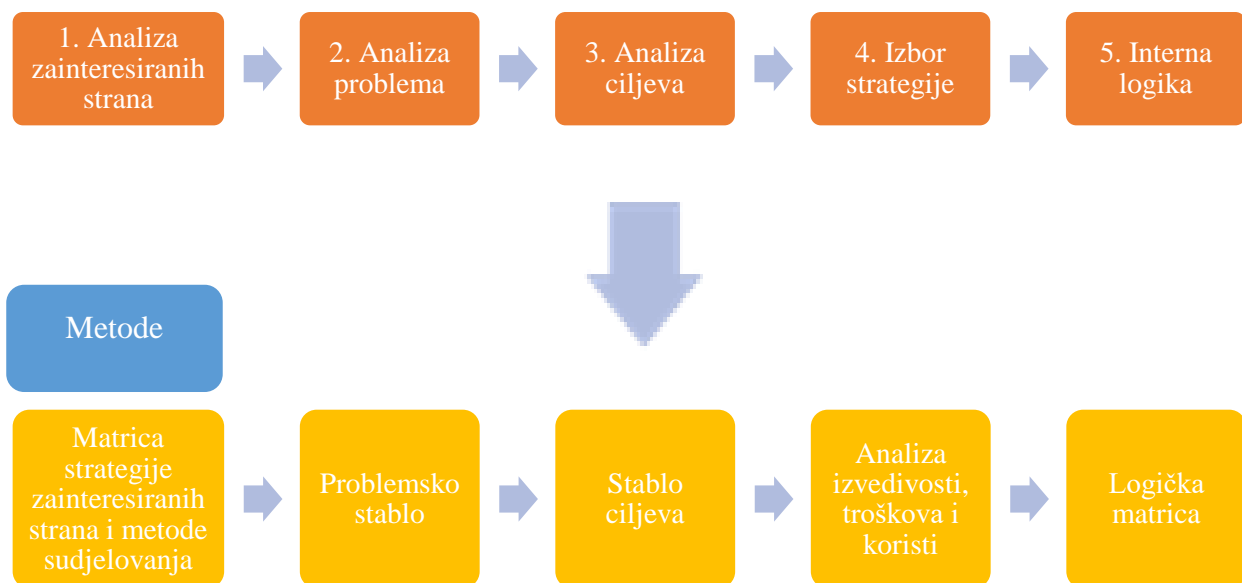 1. Analiza
zainteresiranih
strana
2. Analiza
problema
3. Analiza
ciljeva
4. Izbor
strategije
5. Interna
logika
Metode
Matrica
strategije
zainteresiranih
strana i metode
sudjelovanja
Problemsko
stablo
Stablo
ciljeva
Analiza
izvedivosti,
troškova i
koristi
Logička
matrica